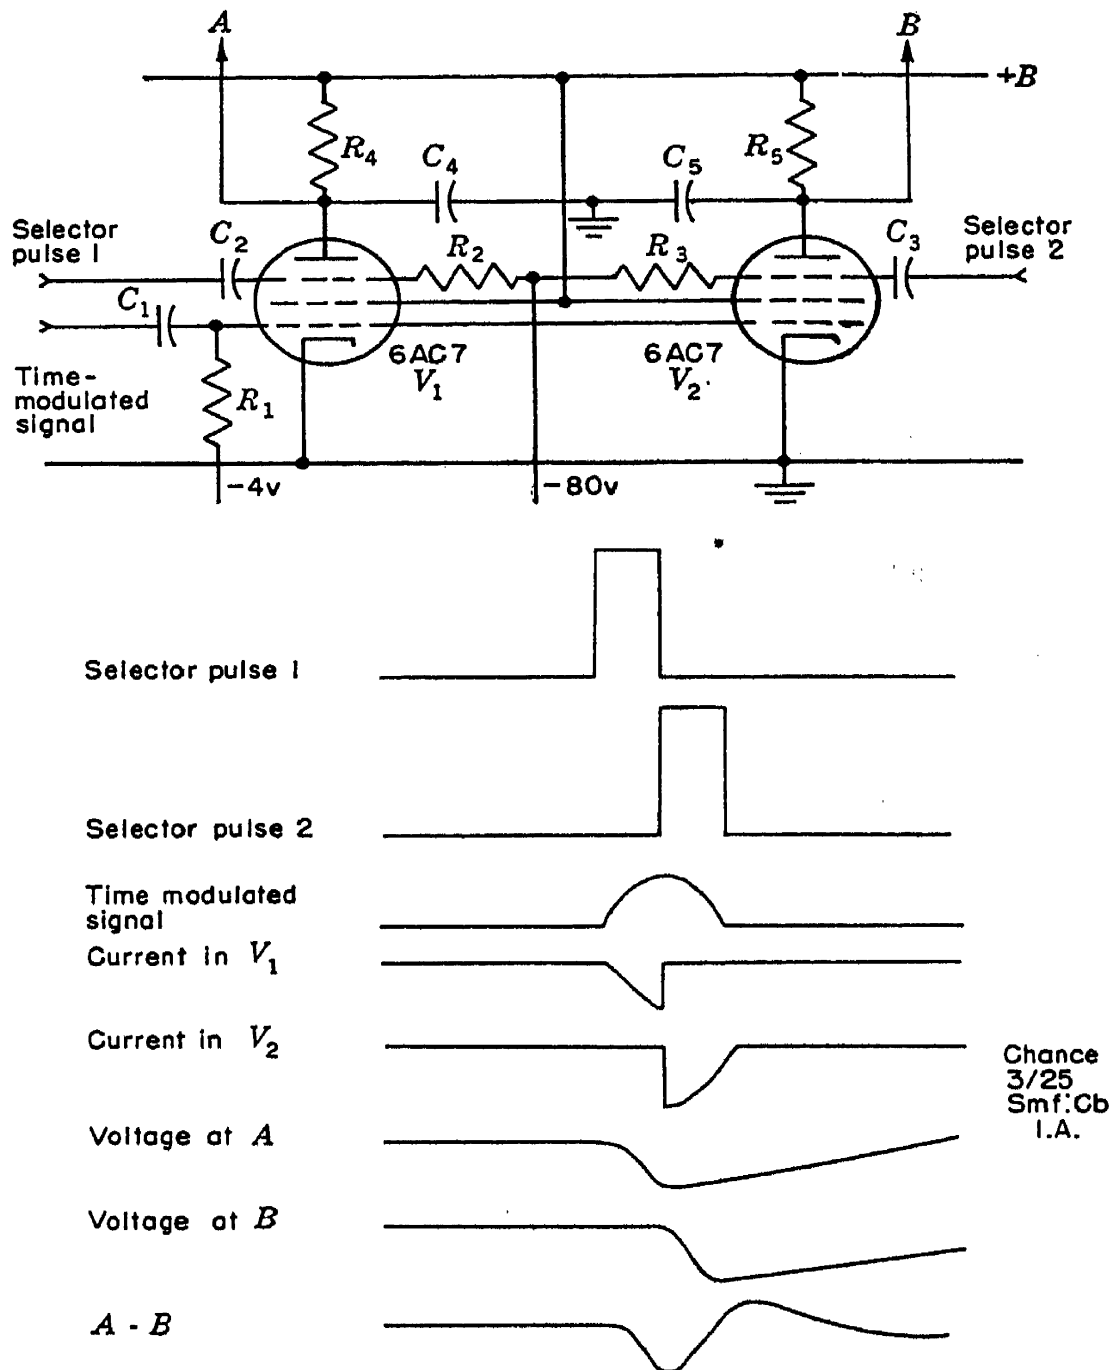 A
B
+B
R4
C4
C5
R5
Selector
pulse 1
C2
R2
R3
C3
Selector
pulse 2
C1
6AC7
V1
6AC7
V2.
Time-
modulated
signal
R1
-4v
-80v
Selector pulse 1
Selector pulse 2
Time modulated
signal
Current in V1
Current in V2
Chance
3/25
Smf:Cb
I.A.
Voltage at A
Voltage at B
A - B